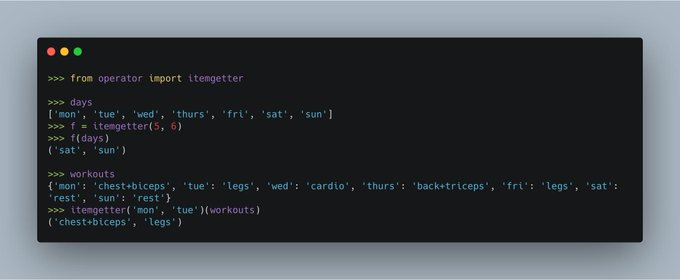 >>> from operator import itemgetter
>>> days
['mon', 'tue', 'wed', 'thurs', 'fri', 'sat', 'sun']
>>> f = itemgetter(5, 6)
>>> f(days)
('sat', 'sun')
>>> workouts
{'mon': 'chest+biceps', 'tue': 'legs', 'wed': 'cardio', 'thurs': 'back+triceps', 'fri': 'legs', 'sat':
'rest', 'sun': 'rest'}
>>> itemgetter('mon', 'tue')(workouts)
('chest+biceps', 'legs')